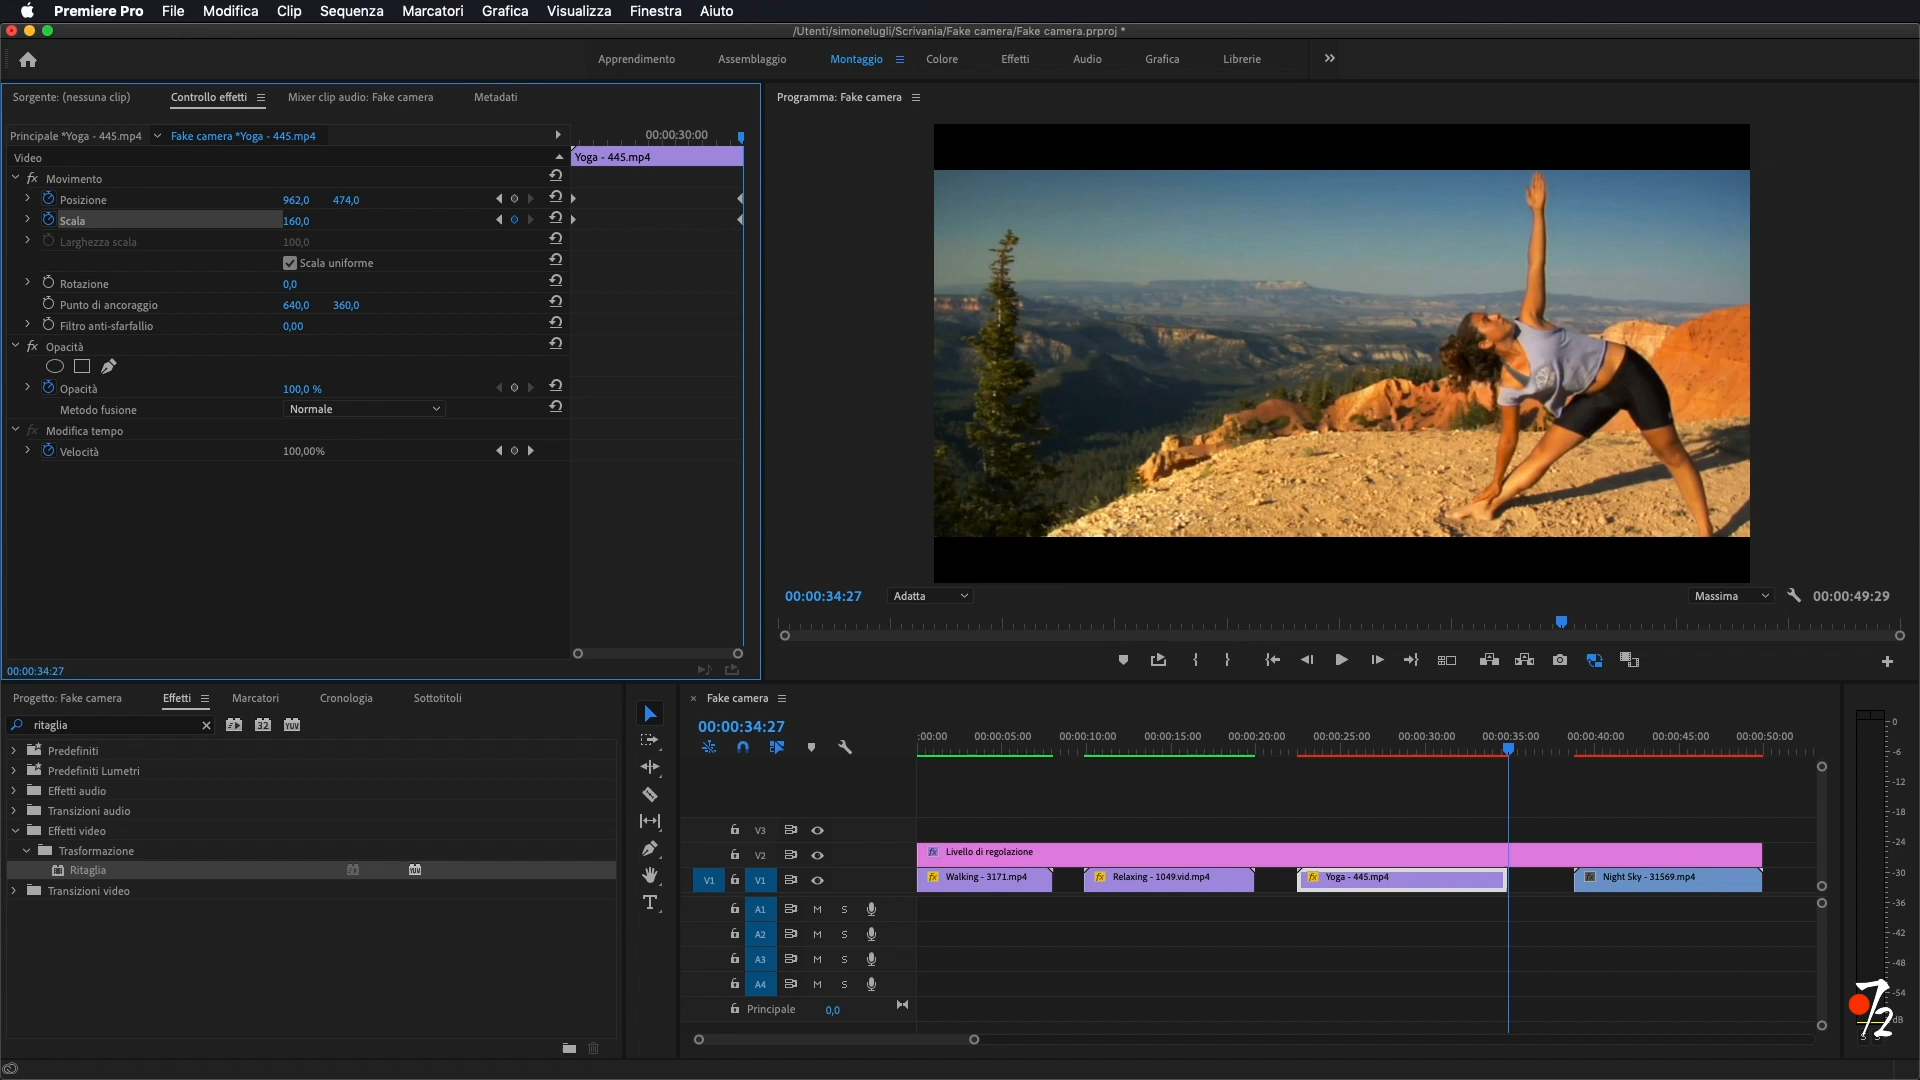 Premiere Pro File Modifica Clip Sequenza Marcatori Grafica Visualizza Finestra Aiuto
/Utenti/simonelugli/Scrivania/Fake camera/Fake camera.prproj *
Apprendimento Assemblaggio Montaggio Colore Effetti Audio Grafica Librerie
Sorgente: (nessuna clip) Controllo effetti Mixer clip audio: Fake camera Metadati
Programma: Fake camera
Principale *Yoga - 445.mp4 Fake camera *Yoga - 445.mp4 00:00:30:00
Video Yoga - 445.mp4
fx Movimento
Posizione 962,0 474,0
Scala 160,0
Larghezza scala 100,0
Scala uniforme
Rotazione 0,0
Punto di ancoraggio 640,0 360,0
Filtro anti-sfarfallio 0,00
fx Opacità
Opacità 100,0 %
Metodo fusione Normale
fx Modifica tempo
Velocità 100,00%
00:00:34:27
00:00:34:27 Adatta Massima 00:00:49:29
Progetto: Fake camera Effetti Marcatori Cronologia Sottotitoli
ritaglia 32 YUV
Predefiniti
Predefiniti Lumetri
Effetti audio
Transizioni audio
Effetti video
Trasformazione
Ritaglia
Transizioni video
Fake camera
00:00:34:27
:00:00 00:00:05:00 00:00:10:00 00:00:15:00 00:00:20:00 00:00:25:00 00:00:30:00 00:00:35:00 00:00:40:00 00:00:45:00 00:00:50:00
V3
V2 fx Livello di regolazione
V1 V1 fx Walking - 3171.mp4 fx Relaxing - 1049.vid.mp4 fx Yoga - 445.mp4 fx Night Sky - 31569.mp4
A1 M S
A2 M S
A3 M S
A4 M S
Principale 0,0
0
-6
-12
-18
-24
-30
-36
-42
-48
-54
dB
S S
7/2